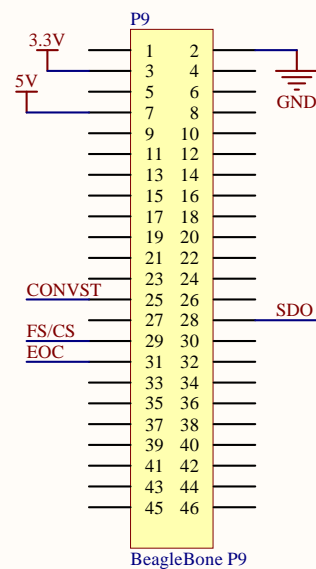 P9
3.3V
1 2
3 4
5V
5 6
GND
7 8
9 10
11 12
13 14
15 16
17 18
19 20
21 22
23 24
CONVST
25 26
SDO
27 28
FS/CS
29 30
EOC
31 32
33 34
35 36
37 38
39 40
41 42
43 44
45 46
BeagleBone P9